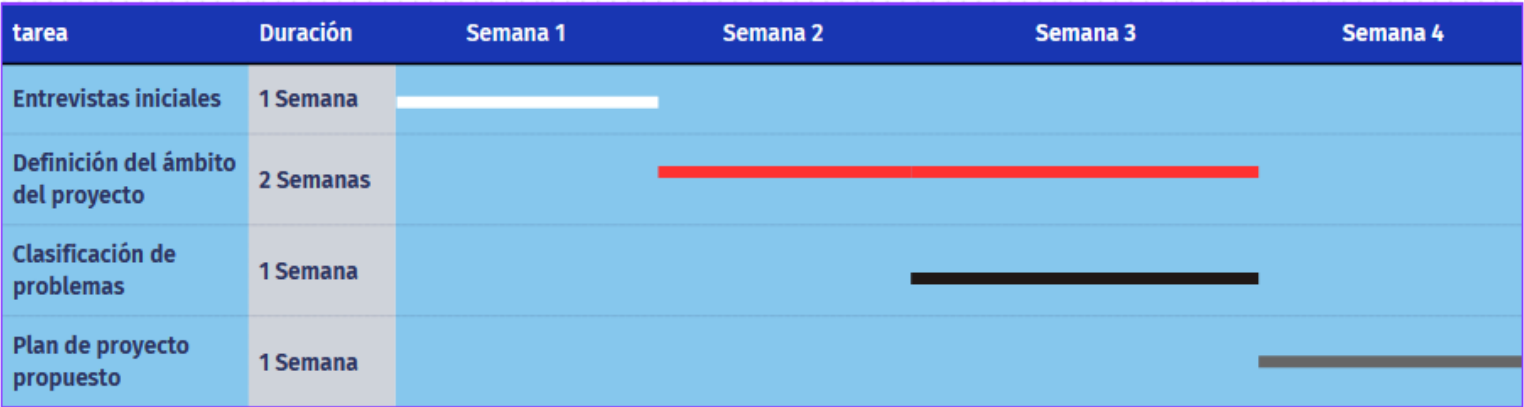 tarea Duración Semana 1 Semana 2 Semana 3 Semana 4
Entrevistas iniciales 1 Semana
Definición del ámbito
del proyecto 2 Semanas
Clasificación de
problemas 1 Semana
Plan de proyecto
propuesto 1 Semana